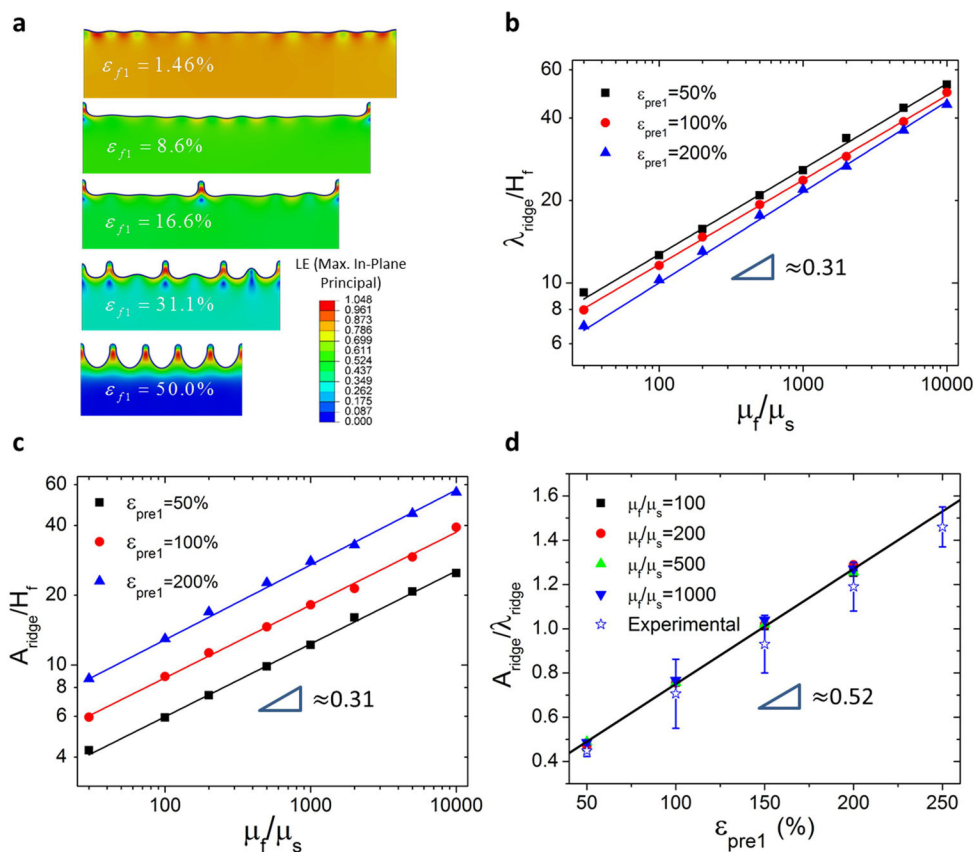 a
ε_f1 = 1.46%
ε_f1 = 8.6%
ε_f1 = 16.6%
ε_f1 = 31.1%
ε_f1 = 50.0%
LE (Max. In-Plane
Principal)
1.048
0.961
0.873
0.786
0.699
0.611
0.524
0.437
0.349
0.262
0.175
0.087
0.000
b
60
40
20
10
8
6
λ_ridge/H_f
ε_pre1=50%
ε_pre1=100%
ε_pre1=200%
≈0.31
100 1000 10000
μ_f/μ_s
c
60
40
20
10
8
6
4
A_ridge/H_f
ε_pre1=50%
ε_pre1=100%
ε_pre1=200%
≈0.31
100 1000 10000
μ_f/μ_s
d
1.6
1.4
1.2
1.0
0.8
0.6
0.4
A_ridge/λ_ridge
μ_f/μ_s=100
μ_f/μ_s=200
μ_f/μ_s=500
μ_f/μ_s=1000
Experimental
≈0.52
50 100 150 200 250
ε_pre1 (%)